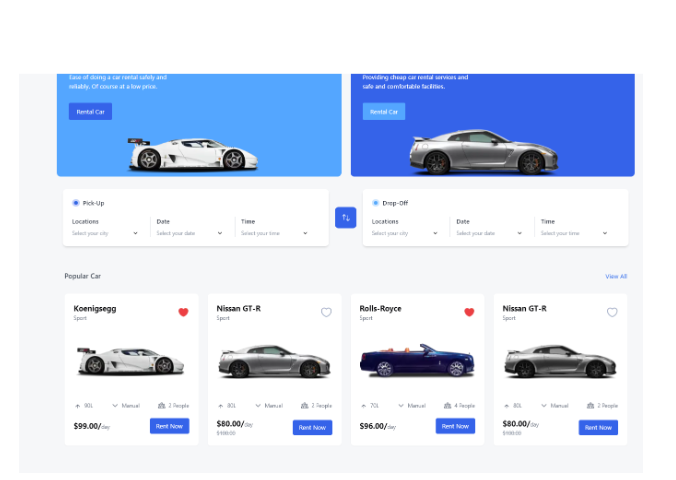 Ease of doing a car rental safely and
reliably. Of course at a low price.
Rental Car
Providing cheap car rental services and
safe and comfortable facilities.
Rental Car
Pick-Up
Locations Date Time
Select your city Select your date Select your time
Drop-Off
Locations Date Time
Select your city Select your date Select your time
Popular Car
View All
Koenigsegg
Sport
90L Manual 2 People
$99.00/day
Rent Now
Nissan GT-R
Sport
80L Manual 2 People
$80.00/day
$100.00
Rent Now
Rolls-Royce
Sport
70L Manual 4 People
$96.00/day
Rent Now
Nissan GT-R
Sport
80L Manual 2 People
$80.00/day
$100.00
Rent Now